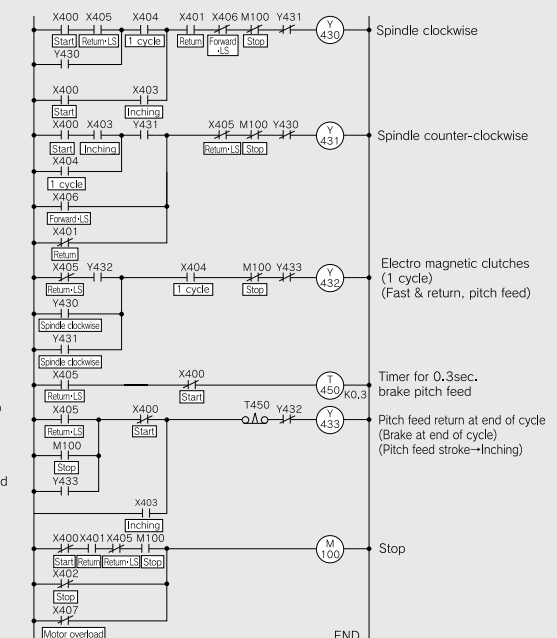 X400 X405 X404 X401 X406 M100 Y431
Y 430 Spindle clockwise
Start Return·LS 1 cycle Return Forward ·LS Stop
Y430
X400 X403
Start Inching
X400 X403 Y431 X405 M100 Y430
Y 431 Spindle counter-clockwise
Start Inching Return·LS Stop
X404
1 cycle
X406
Forward·LS
X401
Return
X405 Y432 X404 M100 Y433
Y 432 Electro magnetic clutches
(1 cycle)
(Fast & return, pitch feed)
Return·LS 1 cycle Stop
Y430
Spindle clockwise
Y431
Spindle clockwise
X405 X400
T 450 K0.3 Timer for 0.3sec.
brake pitch feed
Return·LS Start
X405 X400 T450 Y432
Y 433 Pitch feed return at end of cycle
(Brake at end of cycle)
(Pitch feed stroke→Inching)
Return·LS Start
M100
Stop
Y433
X403
Inching
X400 X401 X405 M100
M 100 Stop
Start Return Return·LS Stop
X402
Stop
X407
Motor overload
END